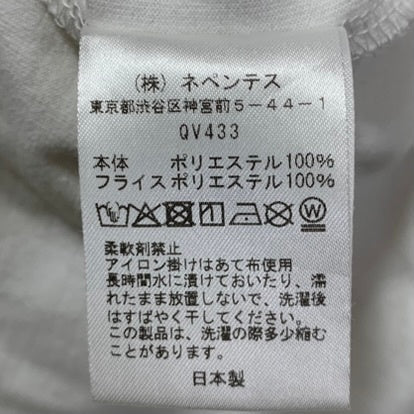 (株) ネペンテス
東京都渋谷区神宮前5-44-1
QV433
本体 ポリエステル100%
フライス ポリエステル100%
W
柔軟剤禁止
アイロン掛けはあて布使用
長時間水に漬けておいたり、濡
れたまま放置しないで、洗濯後
はすばやく干してください。
この製品は、洗濯の際多少縮む
ことがあります。
日本製